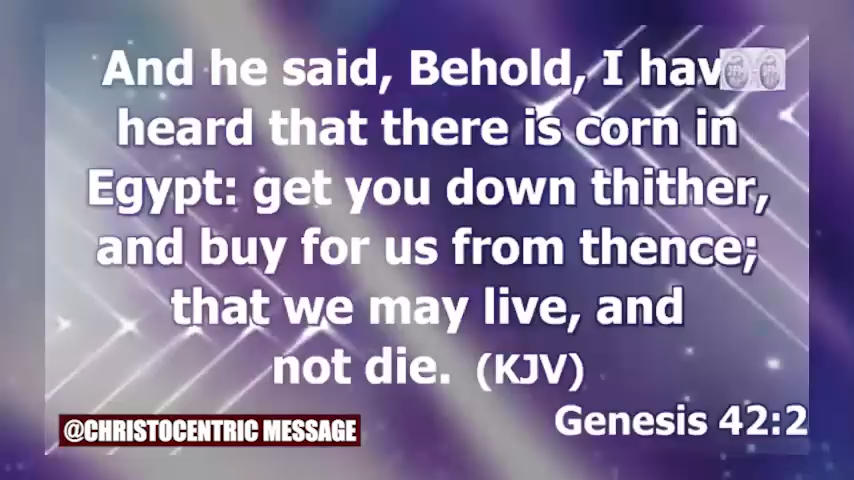 And he said, Behold, I hav
heard that there is corn in
Egypt: get you down thither,
and buy for us from thence;
that we may live, and
not die. (KJV)
Genesis 42:2
@CHRISTOCENTRIC MESSAGE